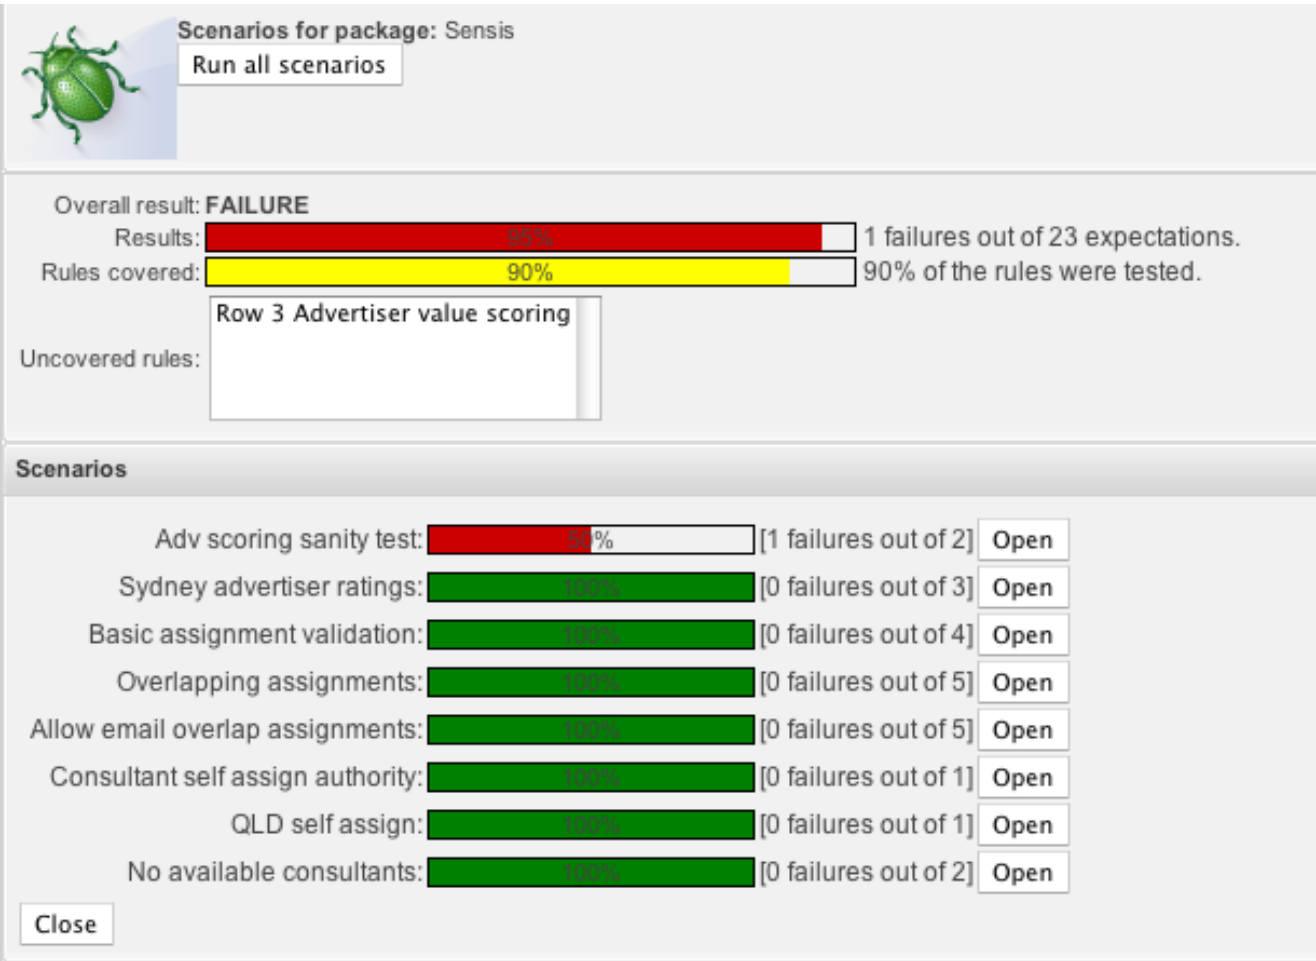 Scenarios for package: Sensis
Run all scenarios
Overall result: FAILURE
Results: 95% 1 failures out of 23 expectations.
Rules covered: 90% 90% of the rules were tested.
Row 3 Advertiser value scoring
Uncovered rules:
Scenarios
Adv scoring sanity test: 50% [1 failures out of 2] Open
Sydney advertiser ratings: 100% [0 failures out of 3] Open
Basic assignment validation: 100% [0 failures out of 4] Open
Overlapping assignments: 100% [0 failures out of 5] Open
Allow email overlap assignments: 100% [0 failures out of 5] Open
Consultant self assign authority: 100% [0 failures out of 1] Open
QLD self assign: 100% [0 failures out of 1] Open
No available consultants: 100% [0 failures out of 2] Open
Close